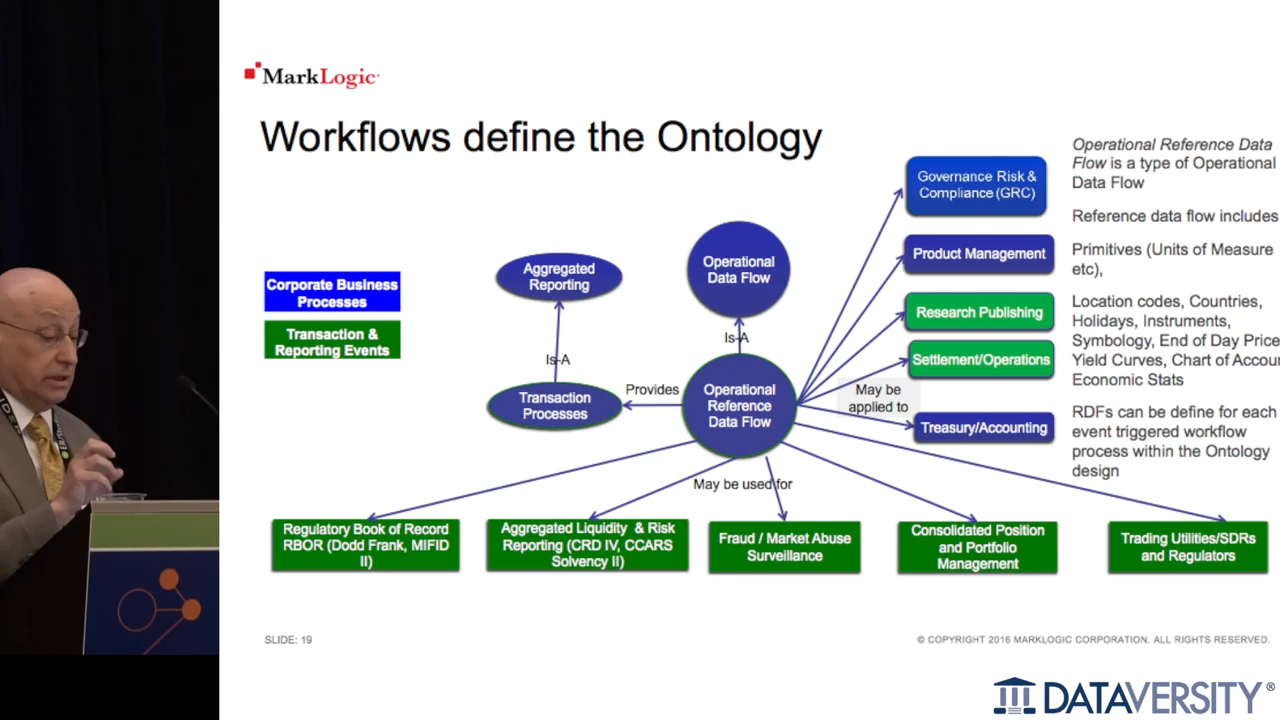 MarkLogic
Workflows define the Ontology
Corporate Business
Processes
Transaction &
Reporting Events
Aggregated
Reporting
Is-A
Transaction
Processes
Provides
Operational
Data Flow
Is-A
Operational
Reference
Data Flow
Governance Risk &
Compliance (GRC)
Product Management
Research Publishing
Settlement/Operations
May be
applied to
Treasury/Accounting
Operational Reference Data
Flow is a type of Operational
Data Flow
Reference data flow includes
Primitives (Units of Measure
etc),
Location codes, Countries,
Holidays, Instruments,
Symbology, End of Day Price
Yield Curves, Chart of Accoun
Economic Stats
RDFs can be define for each
event triggered workflow
process within the Ontology
design
May be used for
Regulatory Book of Record
RBOR (Dodd Frank, MIFID
II)
Aggregated Liquidity & Risk
Reporting (CRD IV, CCARS
Solvency II)
Fraud / Market Abuse
Surveillance
Consolidated Position
and Portfolio
Management
Trading Utilities/SDRs
and Regulators
SLIDE: 19
© COPYRIGHT 2016 MARKLOGIC CORPORATION. ALL RIGHTS RESERVED.
DATAVERSITY®